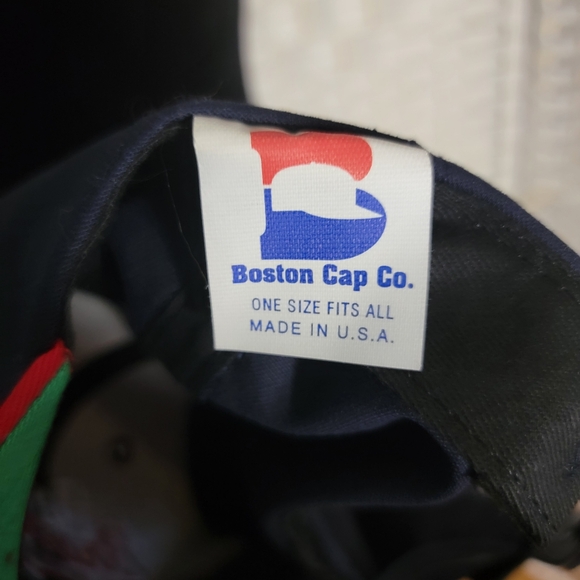 Boston Cap Co.
ONE SIZE FITS ALL
MADE IN U.S.A.